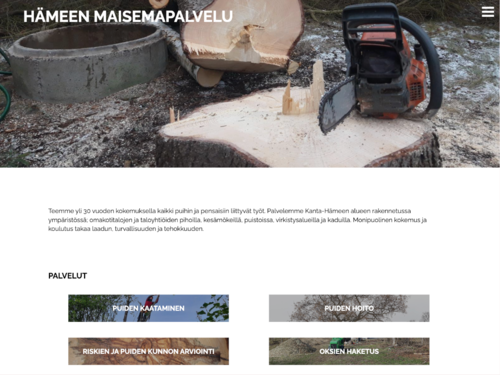 HÄMEEN MAISEMAPALVELU
Teemme yli 30 vuoden kokemuksella kaikki puihin ja pensaisiin liittyvät työt. Palvelemme Kanta-Hämeen alueen rakennetussa
ympäristössä; omakotitalojen ja taloyhtiöiden pihoilla, kesämökeillä, puistoissa, virkistysalueilla ja kadulla. Monipuolinen kokemus ja
koulutus takaa laadun, turvallisuuden ja tehokkuuden.
PALVELUT
PUIDEN KAATAMINEN
PUIDEN HOITO
RISKIEN JA PUIDEN KUNNON ARVIOINTI
OKSIEN HAKETUS